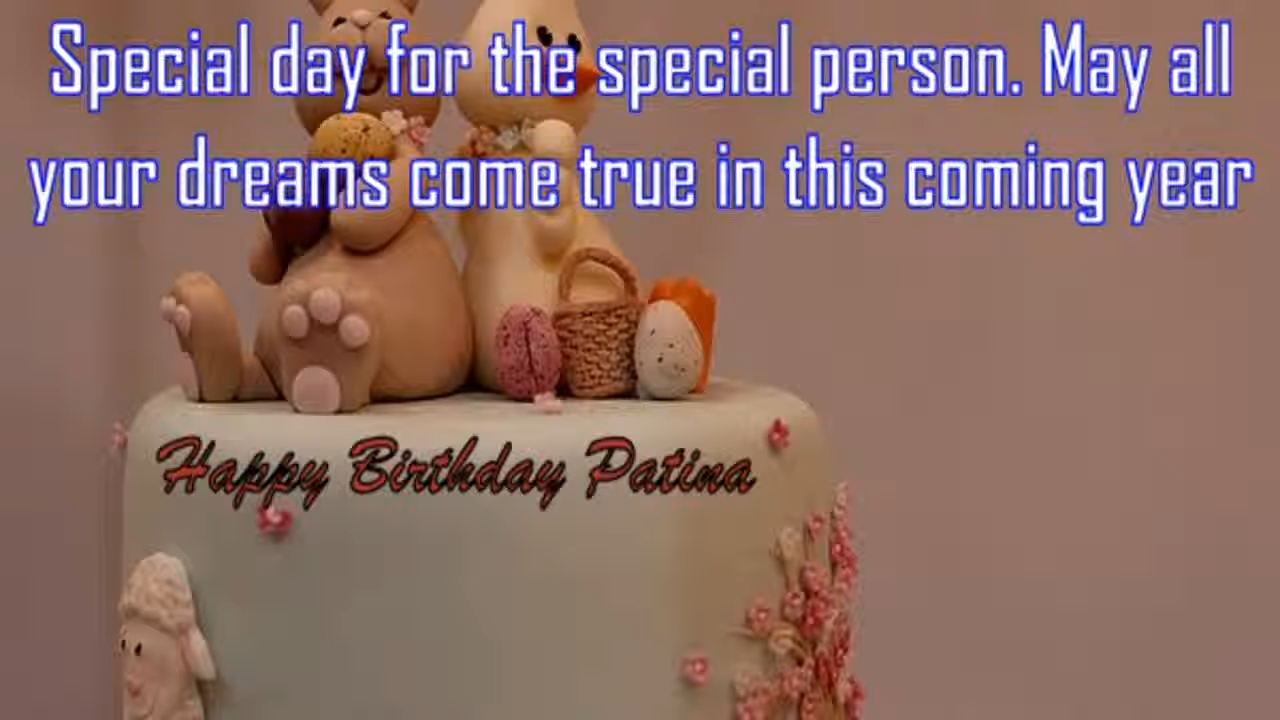 Special day for the special person. May all
your dreams come true in this coming year
Happy Birthday Patina